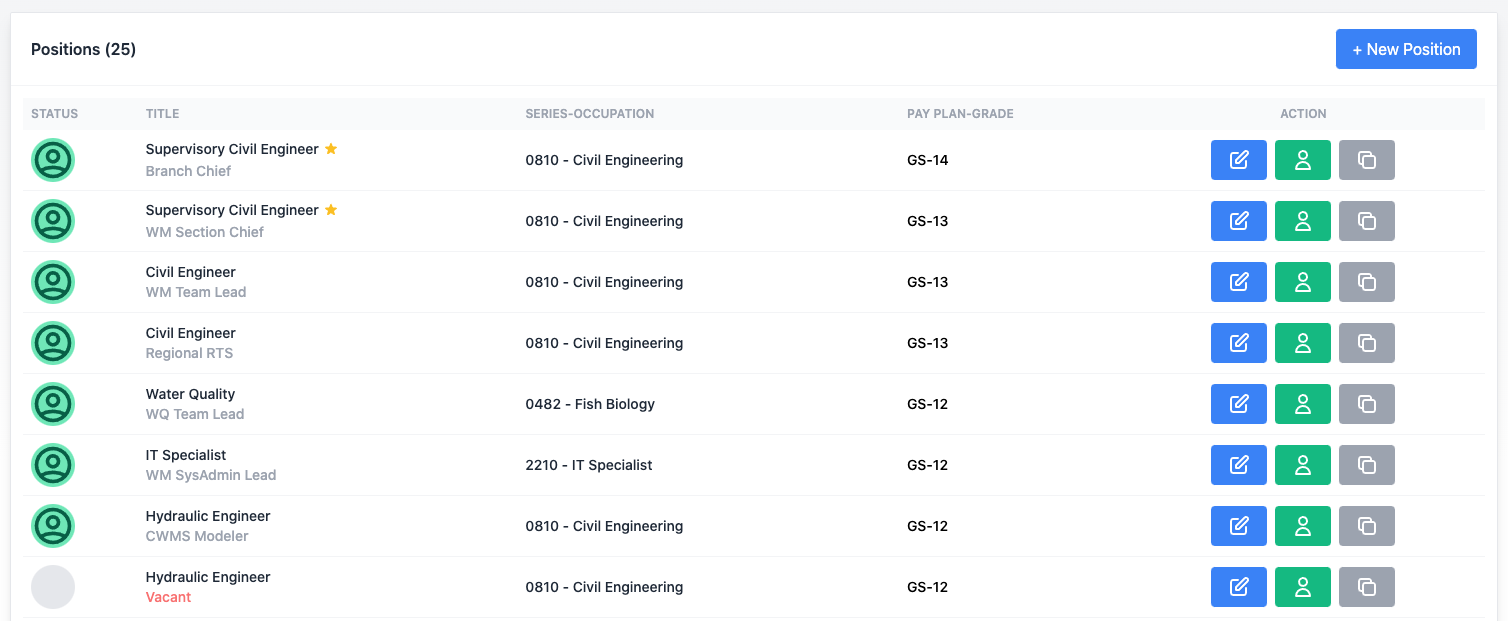 Positions (25)
+ New Position
STATUS TITLE SERIES-OCCUPATION PAY PLAN-GRADE ACTION
Supervisory Civil Engineer
Branch Chief
0810 - Civil Engineering
GS-14
Supervisory Civil Engineer
WM Section Chief
0810 - Civil Engineering
GS-13
Civil Engineer
WM Team Lead
0810 - Civil Engineering
GS-13
Civil Engineer
Regional RTS
0810 - Civil Engineering
GS-13
Water Quality
WQ Team Lead
0482 - Fish Biology
GS-12
IT Specialist
WM SysAdmin Lead
2210 - IT Specialist
GS-12
Hydraulic Engineer
CWMS Modeler
0810 - Civil Engineering
GS-12
Hydraulic Engineer
Vacant
0810 - Civil Engineering
GS-12